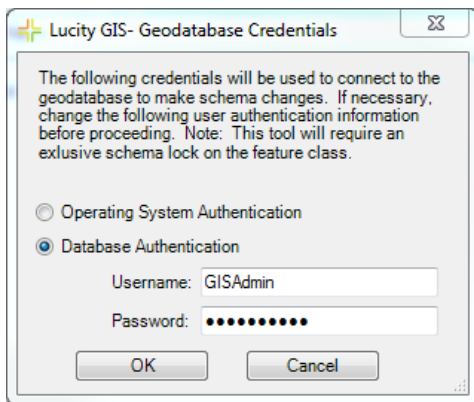 Lucity GIS- Geodatabase Credentials
The following credentials will be used to connect to the
geodatabase to make schema changes.  If necessary,
change the following user authentication information
before proceeding.  Note:  This tool will require an
exlusive schema lock on the feature class.
Operating System Authentication
Database Authentication
Username: GISAdmin
Password: ●●●●●●●●●●
OK Cancel